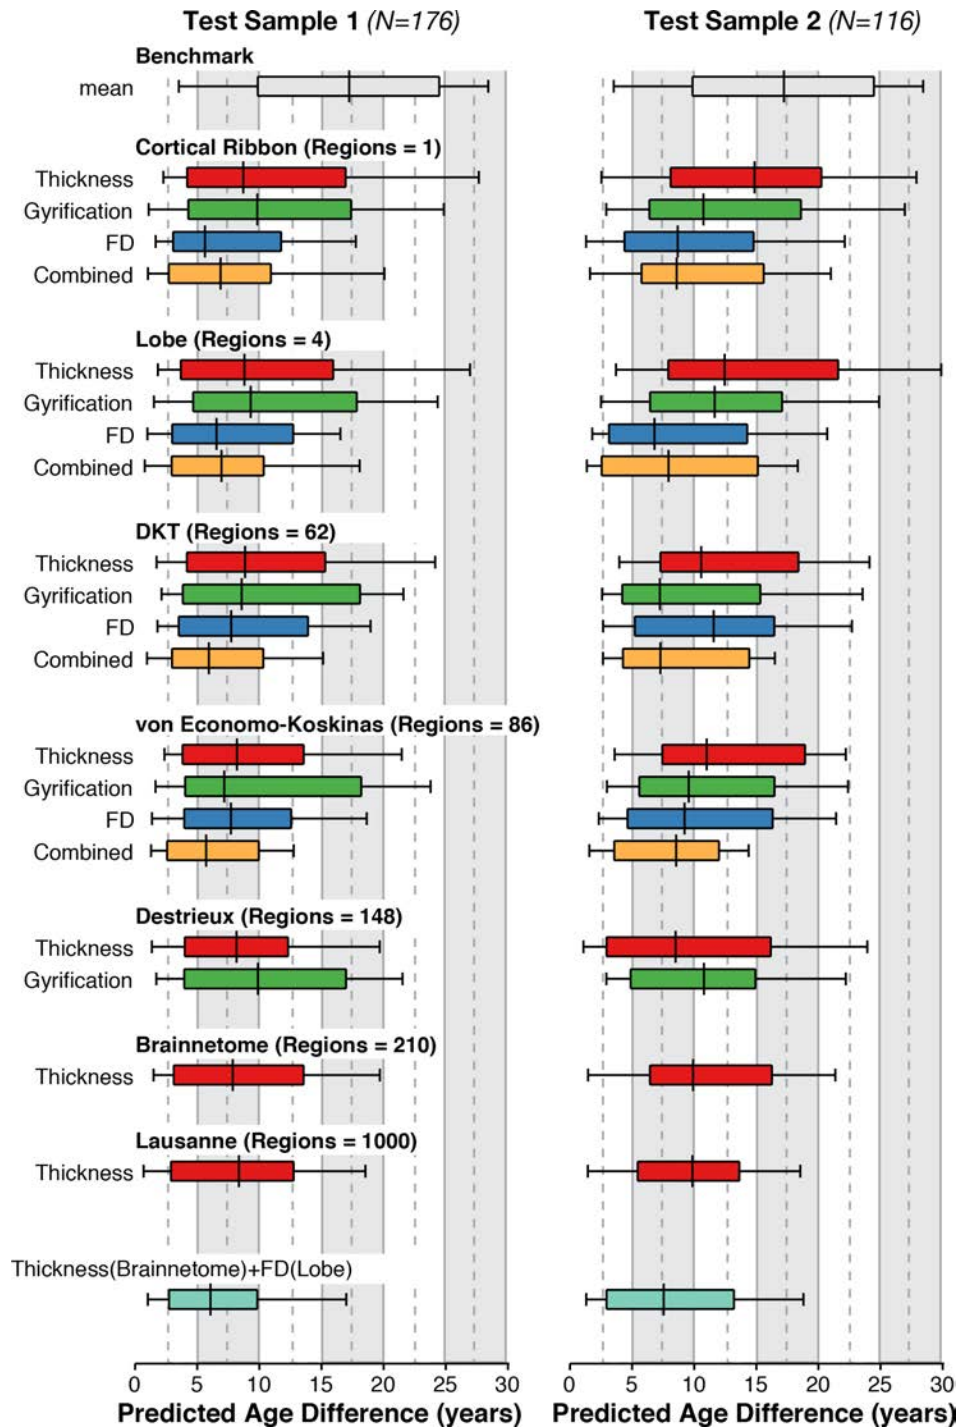 Test Sample 1 (N=176)
Test Sample 2 (N=116)
Benchmark
mean
Cortical Ribbon (Regions = 1)
Thickness
Gyrification
FD
Combined
Lobe (Regions = 4)
Thickness
Gyrification
FD
Combined
DKT (Regions = 62)
Thickness
Gyrification
FD
Combined
von Economo-Koskinas (Regions = 86)
Thickness
Gyrification
FD
Combined
Destrieux (Regions = 148)
Thickness
Gyrification
Brainnetome (Regions = 210)
Thickness
Lausanne (Regions = 1000)
Thickness
Thickness(Brainnetome)+FD(Lobe)
0 5 10 15 20 25 30
0 5 10 15 20 25 30
Predicted Age Difference (years)
Predicted Age Difference (years)